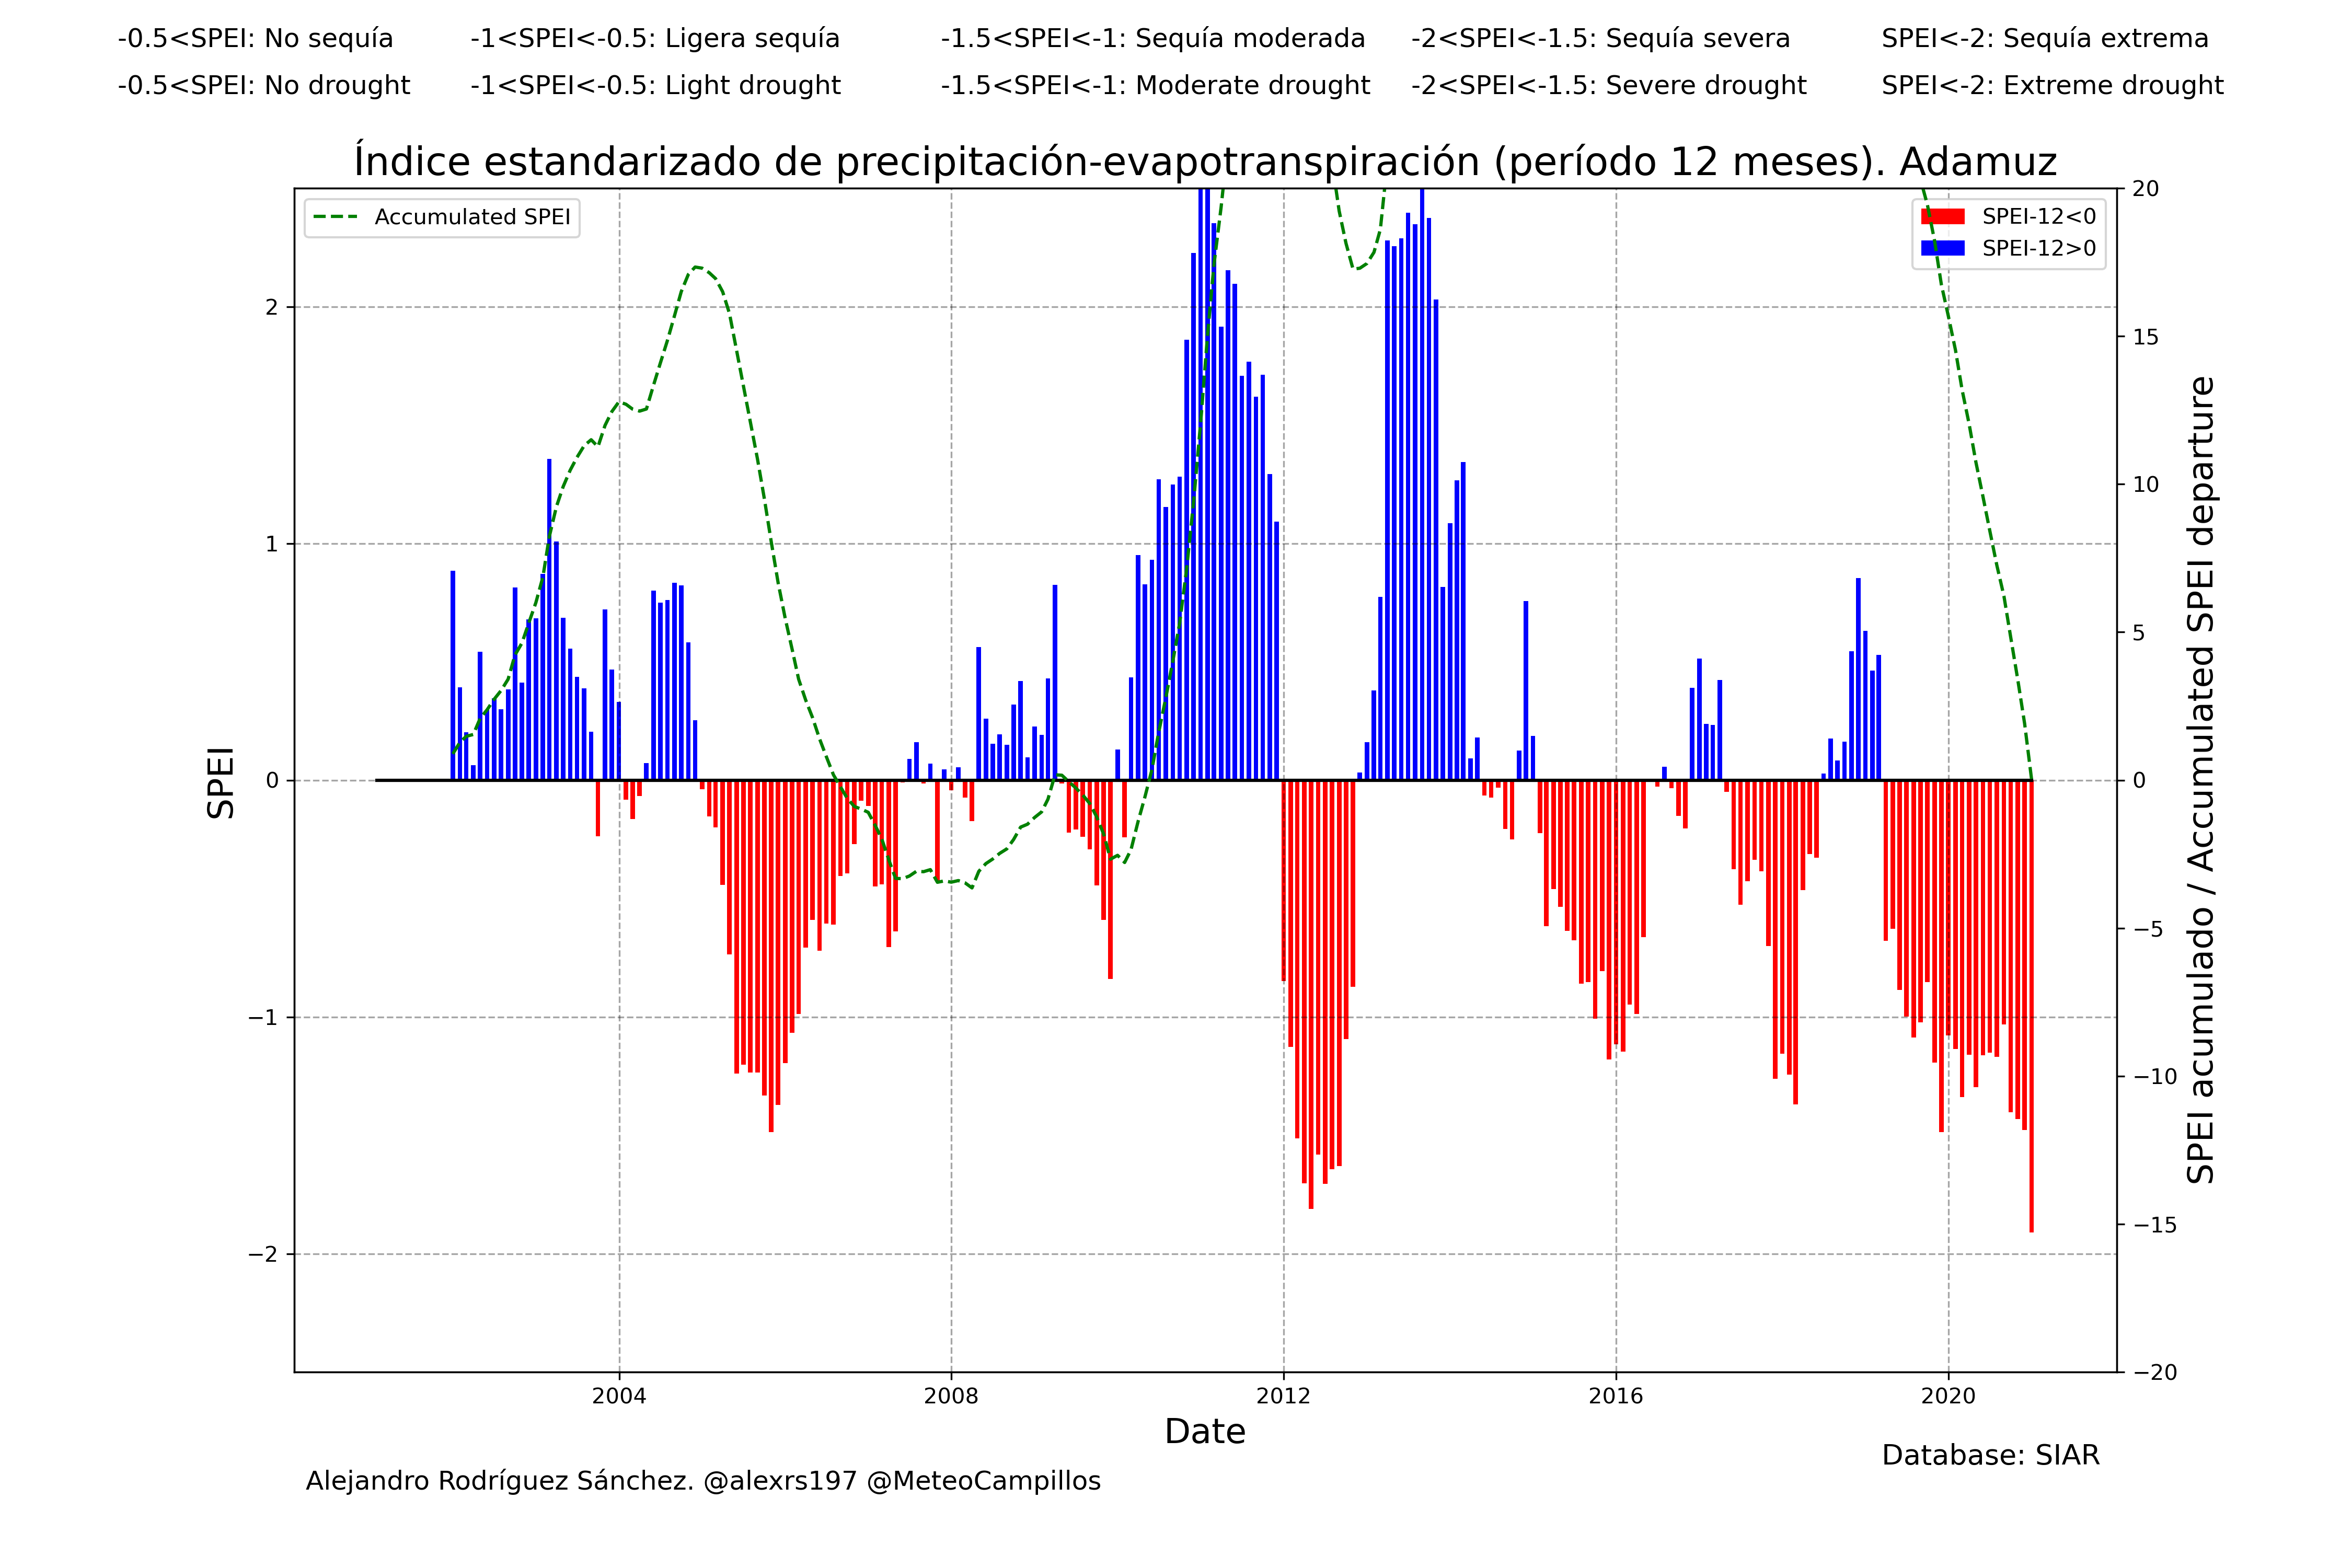 -0.5<SPEI: No sequía -1<SPEI<-0.5: Ligera sequía -1.5<SPEI<-1: Sequía moderada -2<SPEI<-1.5: Sequía severa SPEI<-2: Sequía extrema
-0.5<SPEI: No drought -1<SPEI<-0.5: Light drought -1.5<SPEI<-1: Moderate drought -2<SPEI<-1.5: Severe drought SPEI<-2: Extreme drought
Índice estandarizado de precipitación-evapotranspiración (período 12 meses). Adamuz
Accumulated SPEI
SPEI-12<0
SPEI-12>0
SPEI
2
1
0
−1
−2
20
15
10
5
0
−5
−10
−15
−20
SPEI acumulado / Accumulated SPEI departure
2004 2008 2012 2016 2020
Date
Database: SIAR
Alejandro Rodríguez Sánchez. @alexrs197 @MeteoCampillos